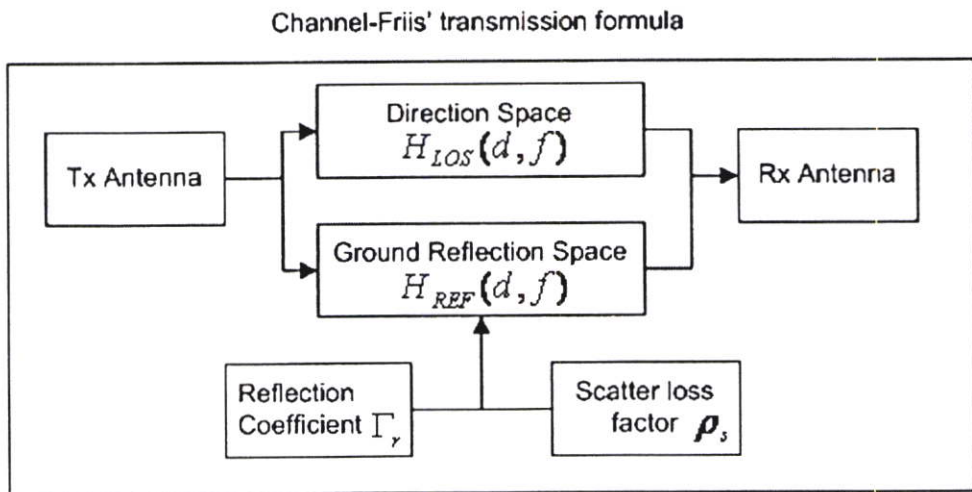 Channel-Friis' transmission formula
Direction Space
H_LOS(d,f)
Tx Antenna
Rx Antenna
Ground Reflection Space
H_REF(d,f)
Reflection
Coefficient Γ_r
Scatter loss
factor ρ_s